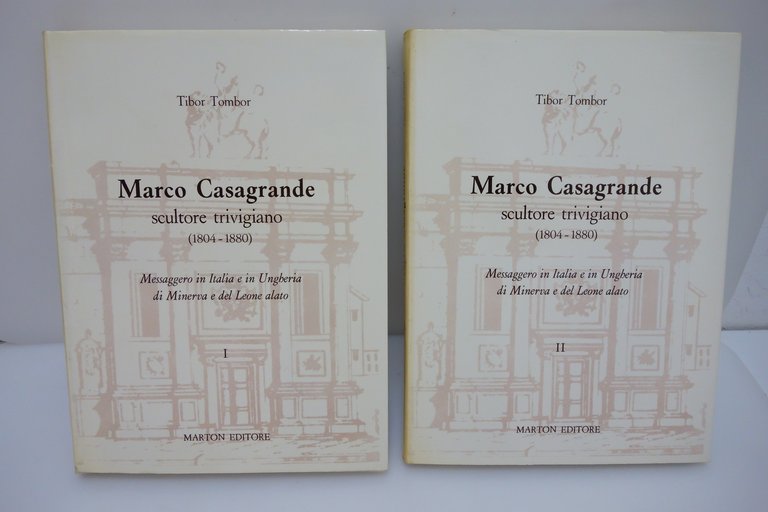 Tibor Tombor
Marco Casagrande
scultore trivigiano
(1804-1880)
Messaggero in Italia e in Ungheria
di Minerva e del Leone alato
I
MARTON EDITORE
Tibor Tombor
Marco Casagrande
scultore trivigiano
(1804-1880)
Messaggero in Italia e in Ungheria
di Minerva e del Leone alato
II
MARTON EDITORE